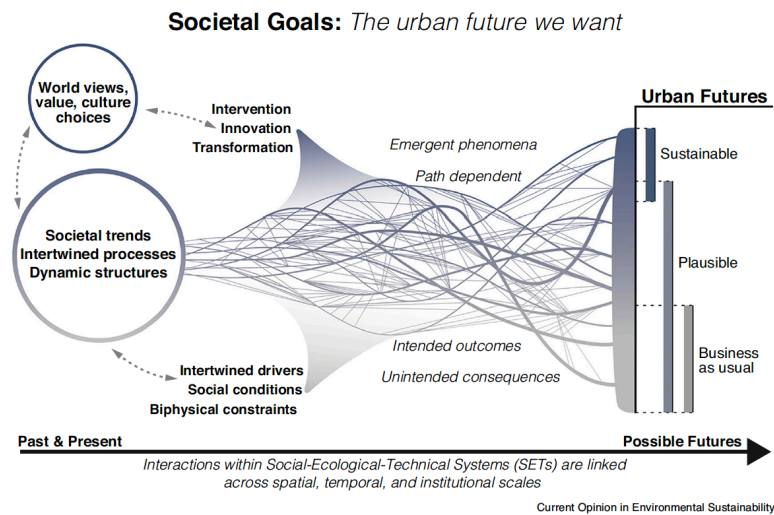 Societal Goals: The urban future we want
World views,
value, culture
choices
Intervention
Innovation
Transformation
Emergent phenomena
Path dependent
Urban Futures
Sustainable
Societal trends
Intertwined processes
Dynamic structures
Plausible
Intertwined drivers
Social conditions
Biphysical constraints
Intended outcomes
Unintended consequences
Business
as usual
Past & Present
Possible Futures
Interactions within Social-Ecological-Technical Systems (SETs) are linked
across spatial, temporal, and institutional scales
Current Opinion in Environmental Sustainability